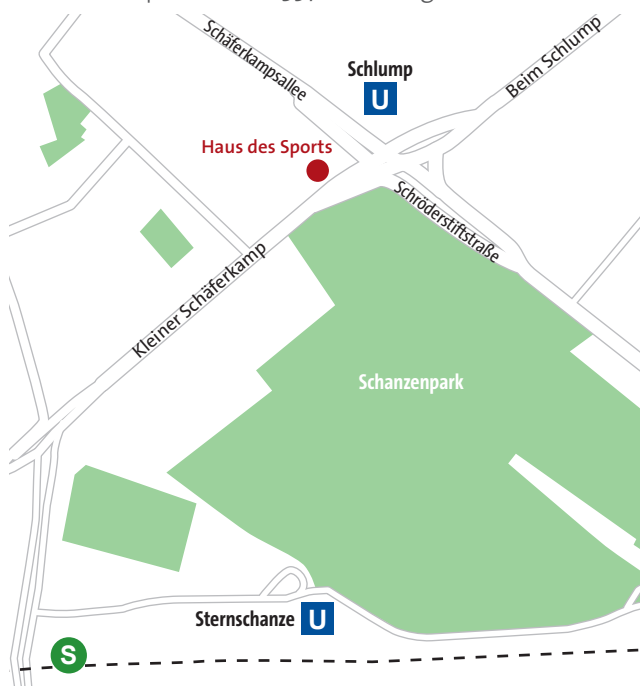 Schäferkampsallee
Schlump
U
Beim Schlump
Haus des Sports
Schröderstiftstraße
Kleiner Schäferkamp
Schanzenpark
Sternschanze U
S